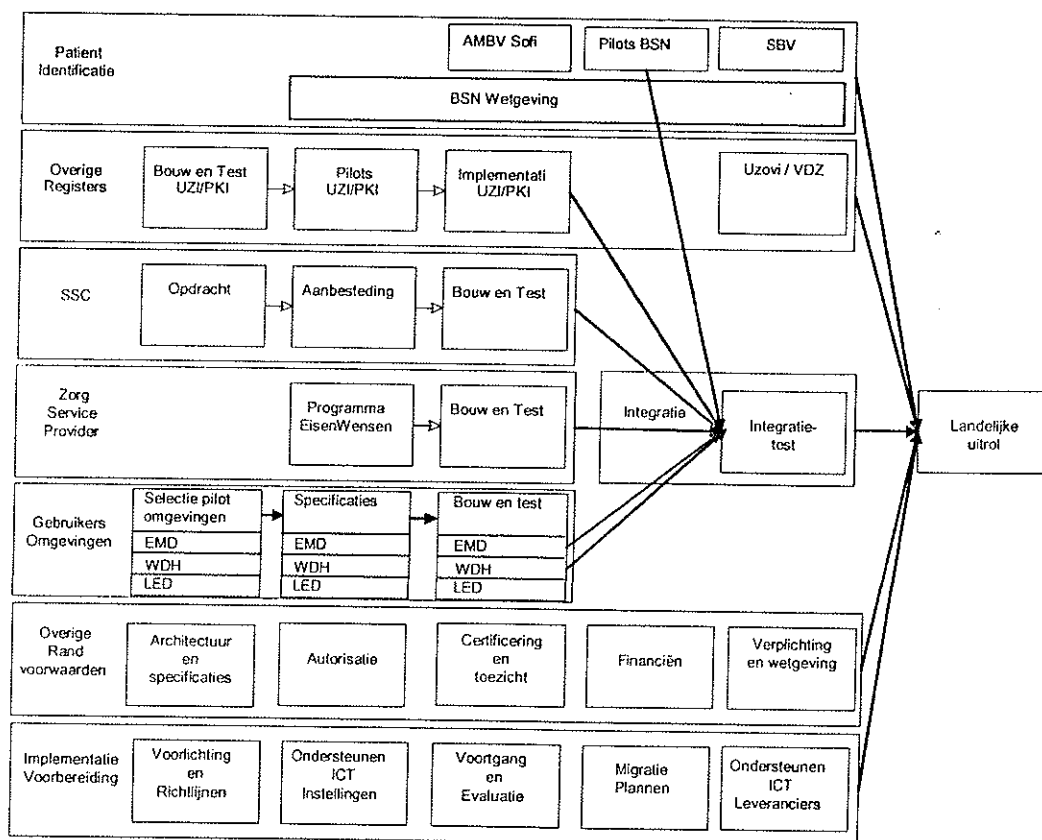 Patient
Identificatie
AMBV Sofi
Pilots BSN
SBV
BSN Wetgeving
Overige
Registers
Bouw en Test
UZI/PKI
Pilots
UZI/PKI
Implementati
UZI/PKI
Uzovi / VDZ
SSC
Opdracht
Aanbesteding
Bouw en Test
Zorg
Service
Provider
Programma
EisenWensen
Bouw en Test
Integratie
Integratie-
test
Landelijke
uitrol
Gebruikers
Omgevingen
Selectie pilot
omgevingen
EMD
WDH
LED
Specificaties
EMD
WDH
LED
Bouw en test
EMD
WDH
LED
Overige
Rand
voorwaarden
Architectuur
en
specificaties
Autorisatie
Certificering
en
toezicht
Financiën
Verplichting
en wetgeving
Implementatie
Voorbereiding
Voorlichting
en
Richtlijnen
Ondersteunen
ICT
Instellingen
Voortgang
en
Evaluatie
Migratie
Plannen
Ondersteunen
ICT
Leveranciers